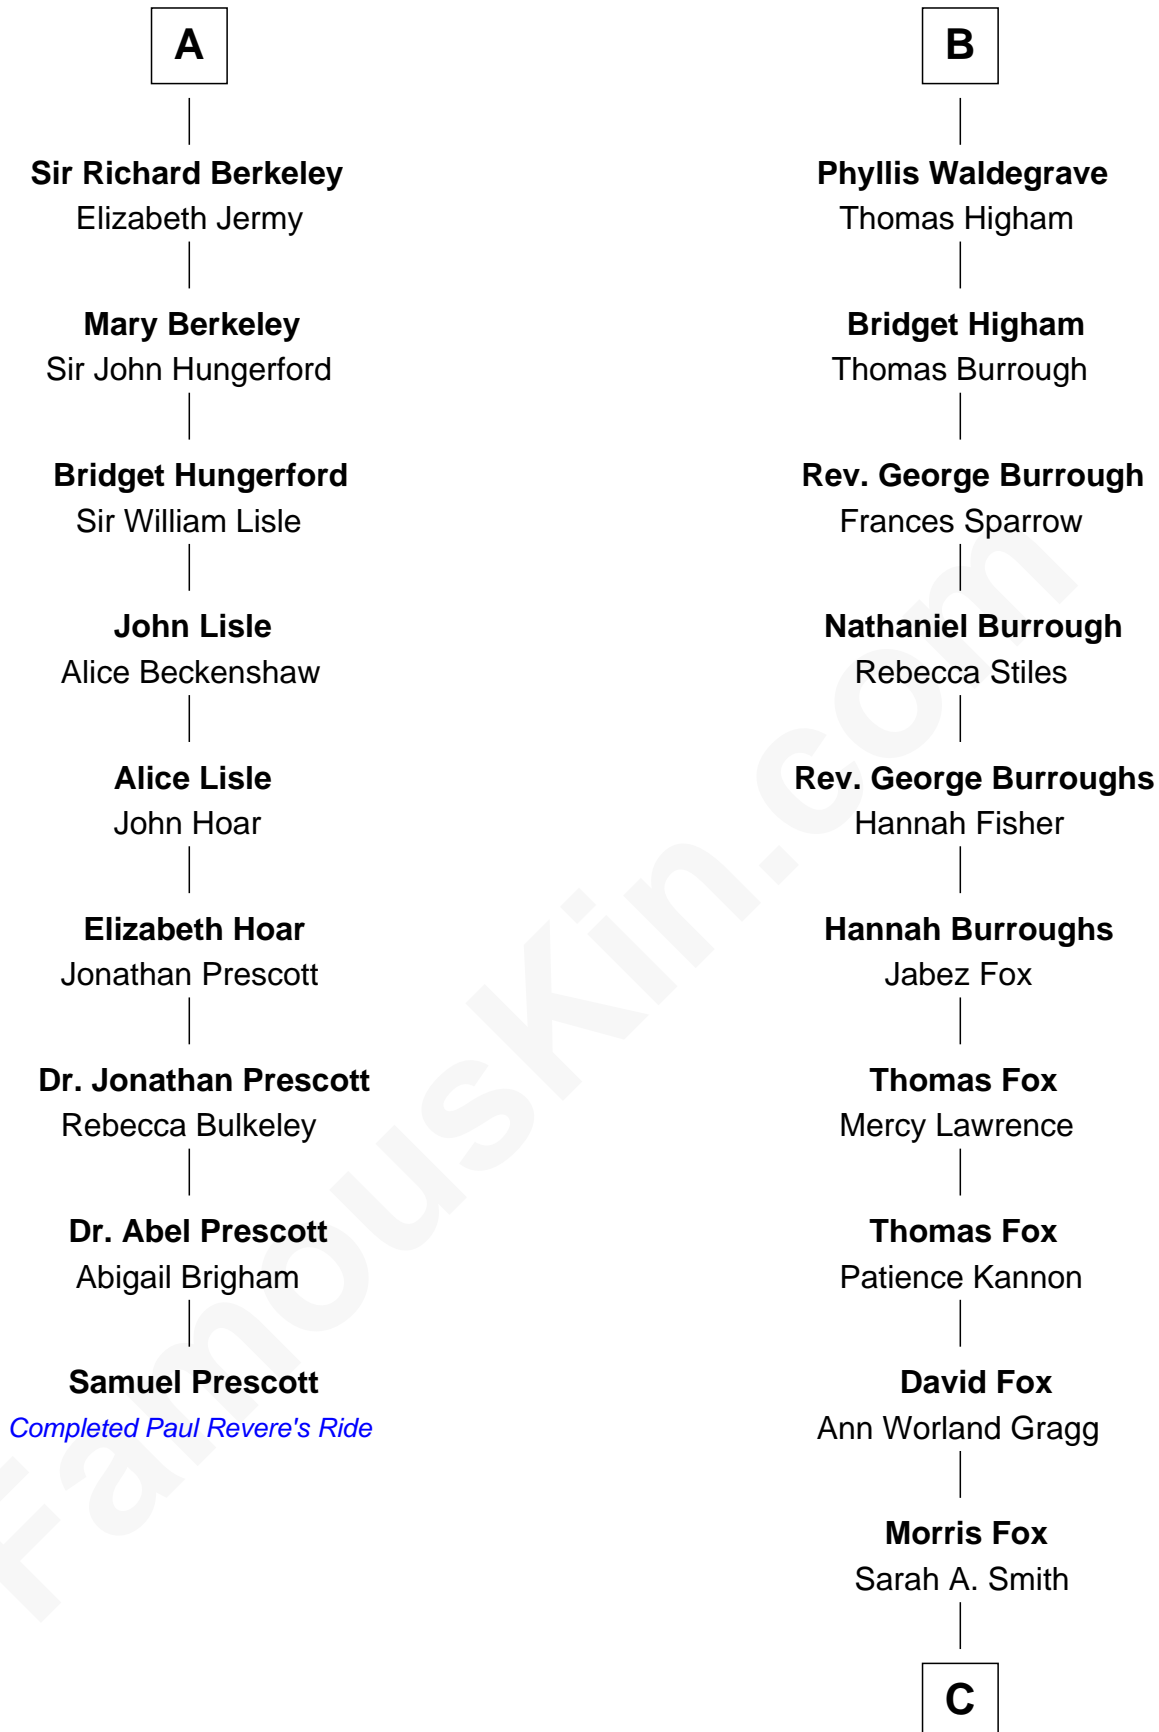 A
Sir Richard Berkeley
Elizabeth Jermy
Mary Berkeley
Sir John Hungerford
Bridget Hungerford
Sir William Lisle
John Lisle
Alice Beckenshaw
Alice Lisle
John Hoar
Elizabeth Hoar
Jonathan Prescott
Dr. Jonathan Prescott
Rebecca Bulkeley
Dr. Abel Prescott
Abigail Brigham
Samuel Prescott
Completed Paul Revere's Ride
B
Phyllis Waldegrave
Thomas Higham
Bridget Higham
Thomas Burrough
Rev. George Burrough
Frances Sparrow
Nathaniel Burrough
Rebecca Stiles
Rev. George Burroughs
Hannah Fisher
Hannah Burroughs
Jabez Fox
Thomas Fox
Mercy Lawrence
Thomas Fox
Patience Kannon
David Fox
Ann Worland Gragg
Morris Fox
Sarah A. Smith
C
FamousKin.com